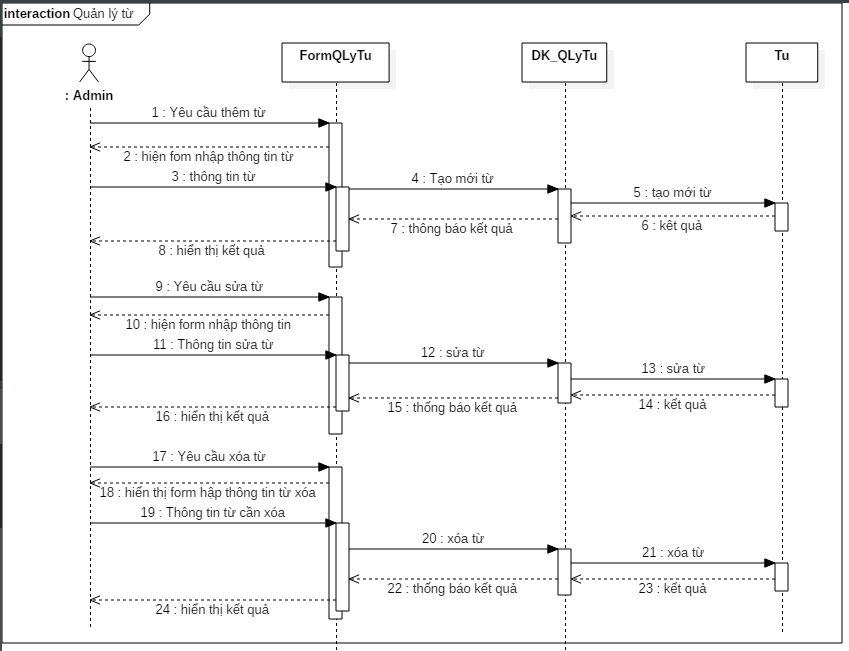 interaction Quản lý từ
FormQLyTu
DK_QLyTu
Tu
: Admin
1 : Yêu cầu thêm từ
2 : hiện fom nhập thông tin từ
3 : thông tin từ
4 : Tạo mới từ
5 : tạo mới từ
6 : kêt quả
7 : thông báo kết quả
8 : hiển thị kết quả
9 : Yêu cầu sửa từ
10 : hiện form nhập thông tin
11 : Thông tin sửa từ
12 : sửa từ
13 : sửa từ
14 : kết quả
15 : thống báo kết quả
16 : hiển thị kết quả
17 : Yêu cầu xóa từ
18 : hiển thị form hập thông tin từ xóa
19 : Thông tin từ cần xóa
20 : xóa từ
21 : xóa từ
22 : thống báo kết quả
23 : kết quả
24 : hiển thị kết quả